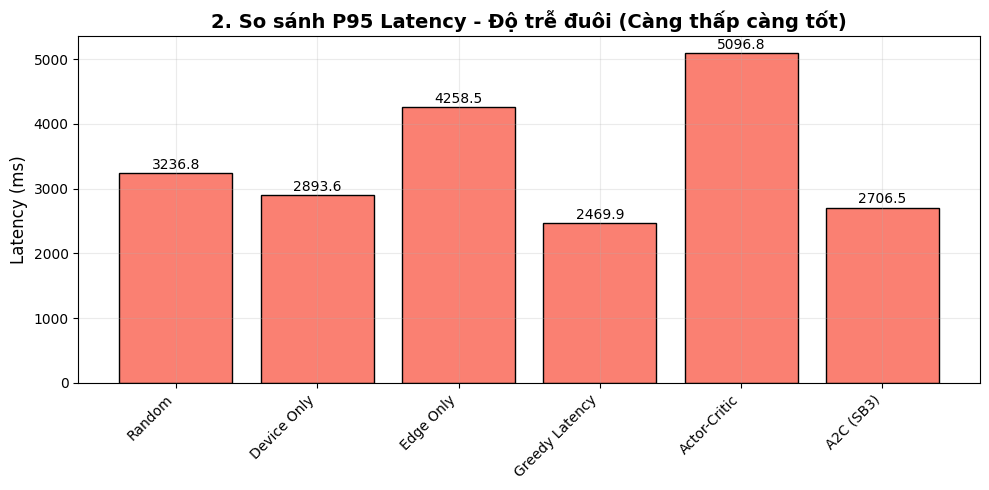 2. So sánh P95 Latency - Độ trễ đuôi (Càng thấp càng tốt)
Latency (ms)
5000
4000
3000
2000
1000
0
3236.8
2893.6
4258.5
2469.9
5096.8
2706.5
Random
Device Only
Edge Only
Greedy Latency
Actor-Critic
A2C (SB3)